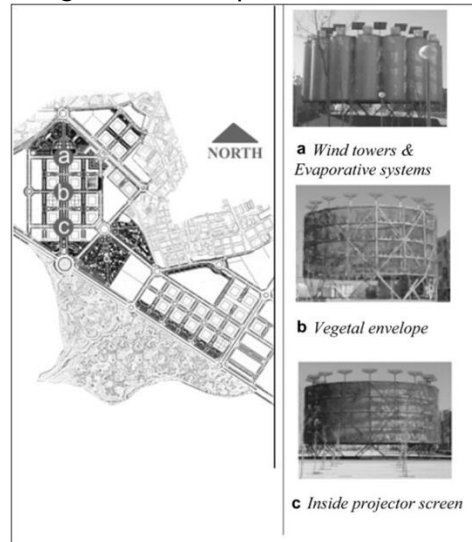 a
b
c
NORTH
a Wind towers &
Evaporative systems
b Vegetal envelope
c Inside projector screen